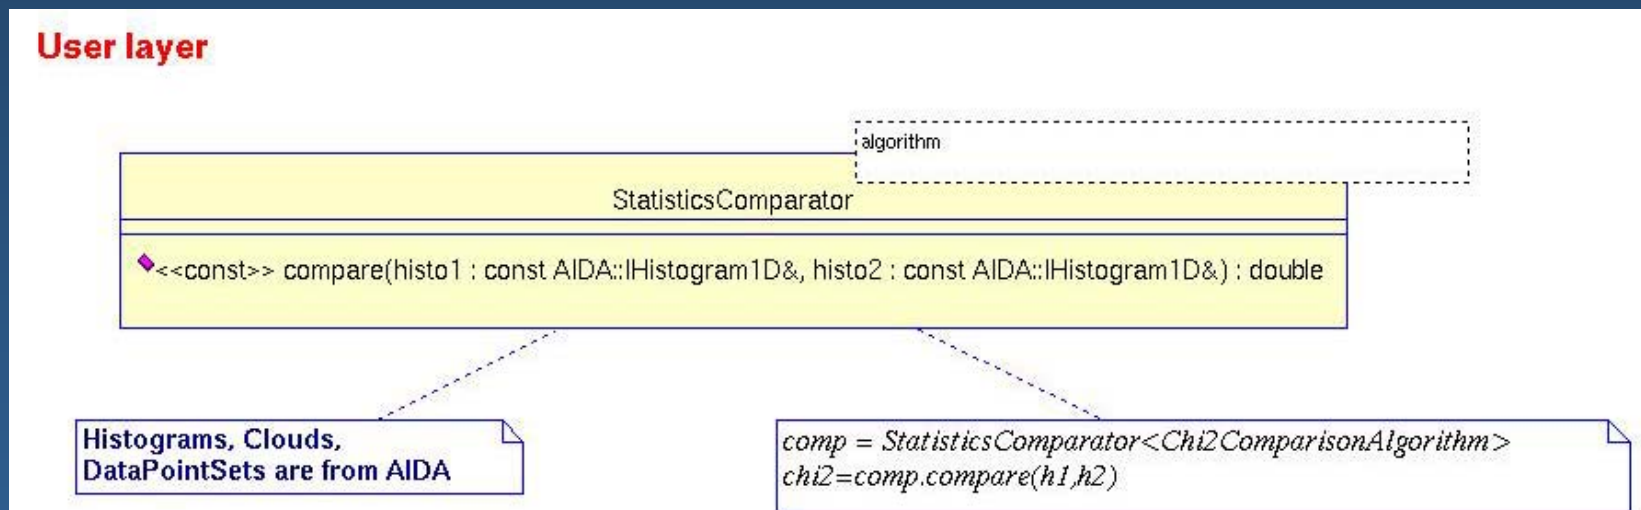 User layer
algorithm
StatisticsComparator
<<const>> compare(histo1 : const AIDA::IHistogram1D&, histo2 : const AIDA::IHistogram1D&) : double
Histograms, Clouds,
DataPointSets are from AIDA
comp = StatisticsComparator<Chi2ComparisonAlgorithm>
chi2=comp.compare(h1,h2)